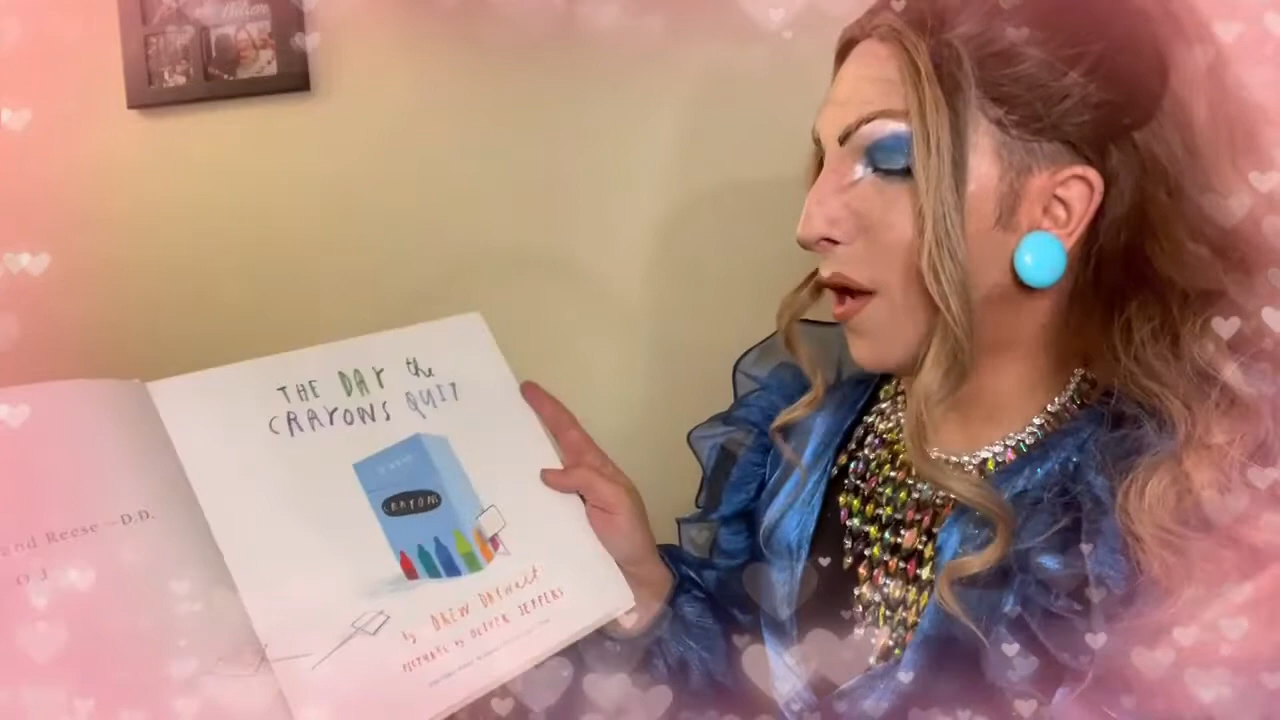 THE DAY the
CRAYONS QUIT
CRAYONS
by DREW DAYWALT
PICTURES by OLIVER JEFFERS
and Reese —D.D.
O.J